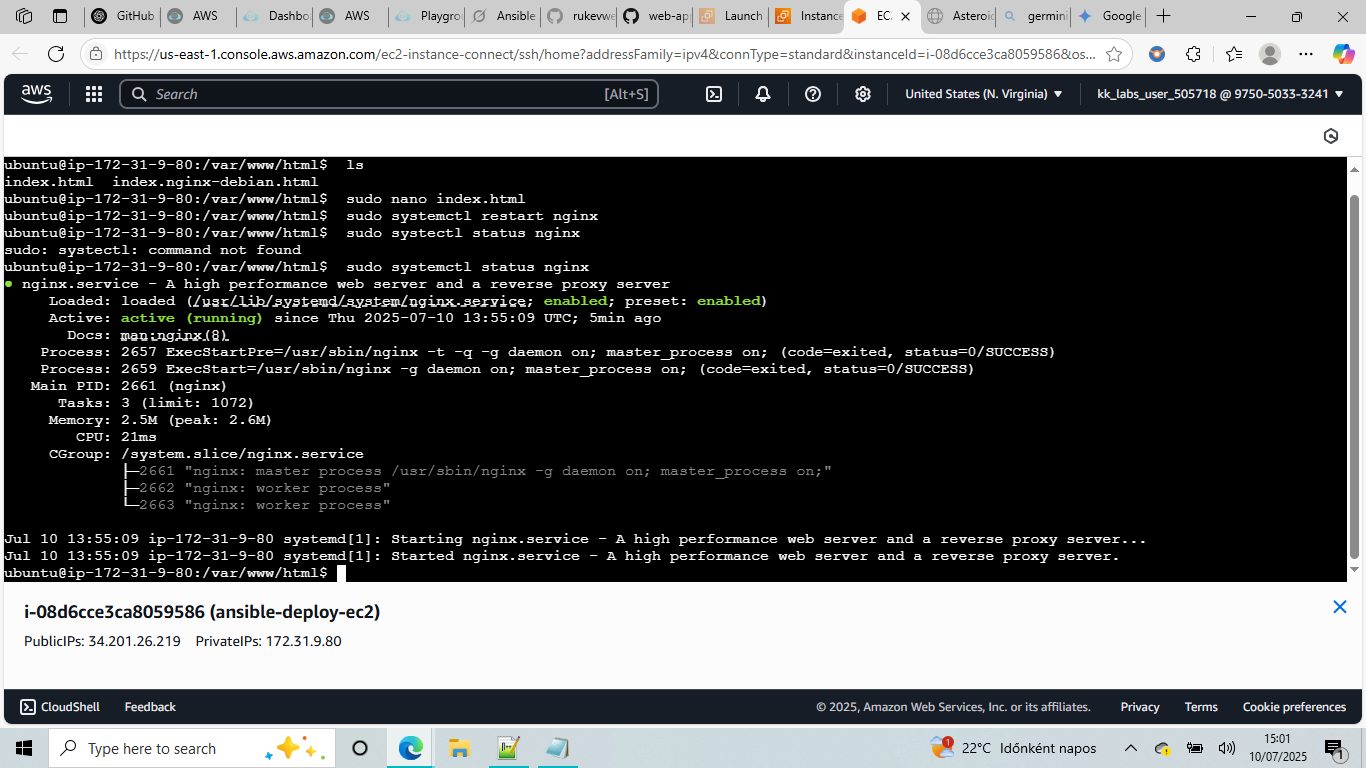 GitHub
AWS
Dashbo
AWS
Playgro
Ansible
rukevwe
web-app
Launch
Instance
EC2
Asteroid
germini
Google
https://us-east-1.console.aws.amazon.com/ec2-instance-connect/ssh/home?addressFamily=ipv4&connType=standard&instanceId=i-08d6cce3ca8059586&os...
aws
Search
[Alt+S]
United States (N. Virginia)
kk_labs_user_505718 @ 9750-5033-3241
ubuntu@ip-172-31-9-80:/var/www/html$ ls
index.html index.nginx-debian.html
ubuntu@ip-172-31-9-80:/var/www/html$ sudo nano index.html
ubuntu@ip-172-31-9-80:/var/www/html$ sudo systemctl restart nginx
ubuntu@ip-172-31-9-80:/var/www/html$ sudo systectl status nginx
sudo: systectl: command not found
ubuntu@ip-172-31-9-80:/var/www/html$ sudo systemctl status nginx
● nginx.service - A high performance web server and a reverse proxy server
Loaded: loaded (/usr/lib/systemd/system/nginx.service; enabled; preset: enabled)
Active: active (running) since Thu 2025-07-10 13:55:09 UTC; 5min ago
Docs: man:nginx(8)
Process: 2657 ExecStartPre=/usr/sbin/nginx -t -q -g daemon on; master_process on; (code=exited, status=0/SUCCESS)
Process: 2659 ExecStart=/usr/sbin/nginx -g daemon on; master_process on; (code=exited, status=0/SUCCESS)
Main PID: 2661 (nginx)
Tasks: 3 (limit: 1072)
Memory: 2.5M (peak: 2.6M)
CPU: 21ms
CGroup: /system.slice/nginx.service
├─2661 "nginx: master process /usr/sbin/nginx -g daemon on; master_process on;"
├─2662 "nginx: worker process"
└─2663 "nginx: worker process"
Jul 10 13:55:09 ip-172-31-9-80 systemd[1]: Starting nginx.service - A high performance web server and a reverse proxy server...
Jul 10 13:55:09 ip-172-31-9-80 systemd[1]: Started nginx.service - A high performance web server and a reverse proxy server.
ubuntu@ip-172-31-9-80:/var/www/html$
i-08d6cce3ca8059586 (ansible-deploy-ec2)
PublicIPs: 34.201.26.219 PrivateIPs: 172.31.9.80
CloudShell
Feedback
© 2025, Amazon Web Services, Inc. or its affiliates.
Privacy
Terms
Cookie preferences
Type here to search
1
22°C Időnként napos
15:01
10/07/2025
1